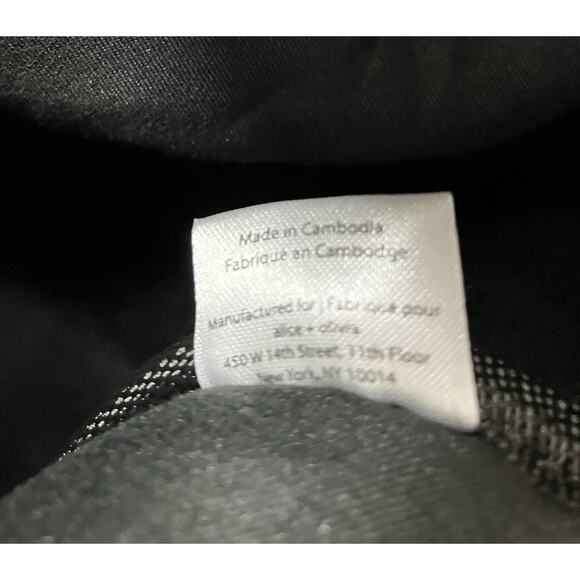 Made in Cambodia
Fabriqué en Cambodge
Manufactured for | Fabriqué pour
alice + olivia
450 W 14th Street, 11th Floor
New York, NY 10014